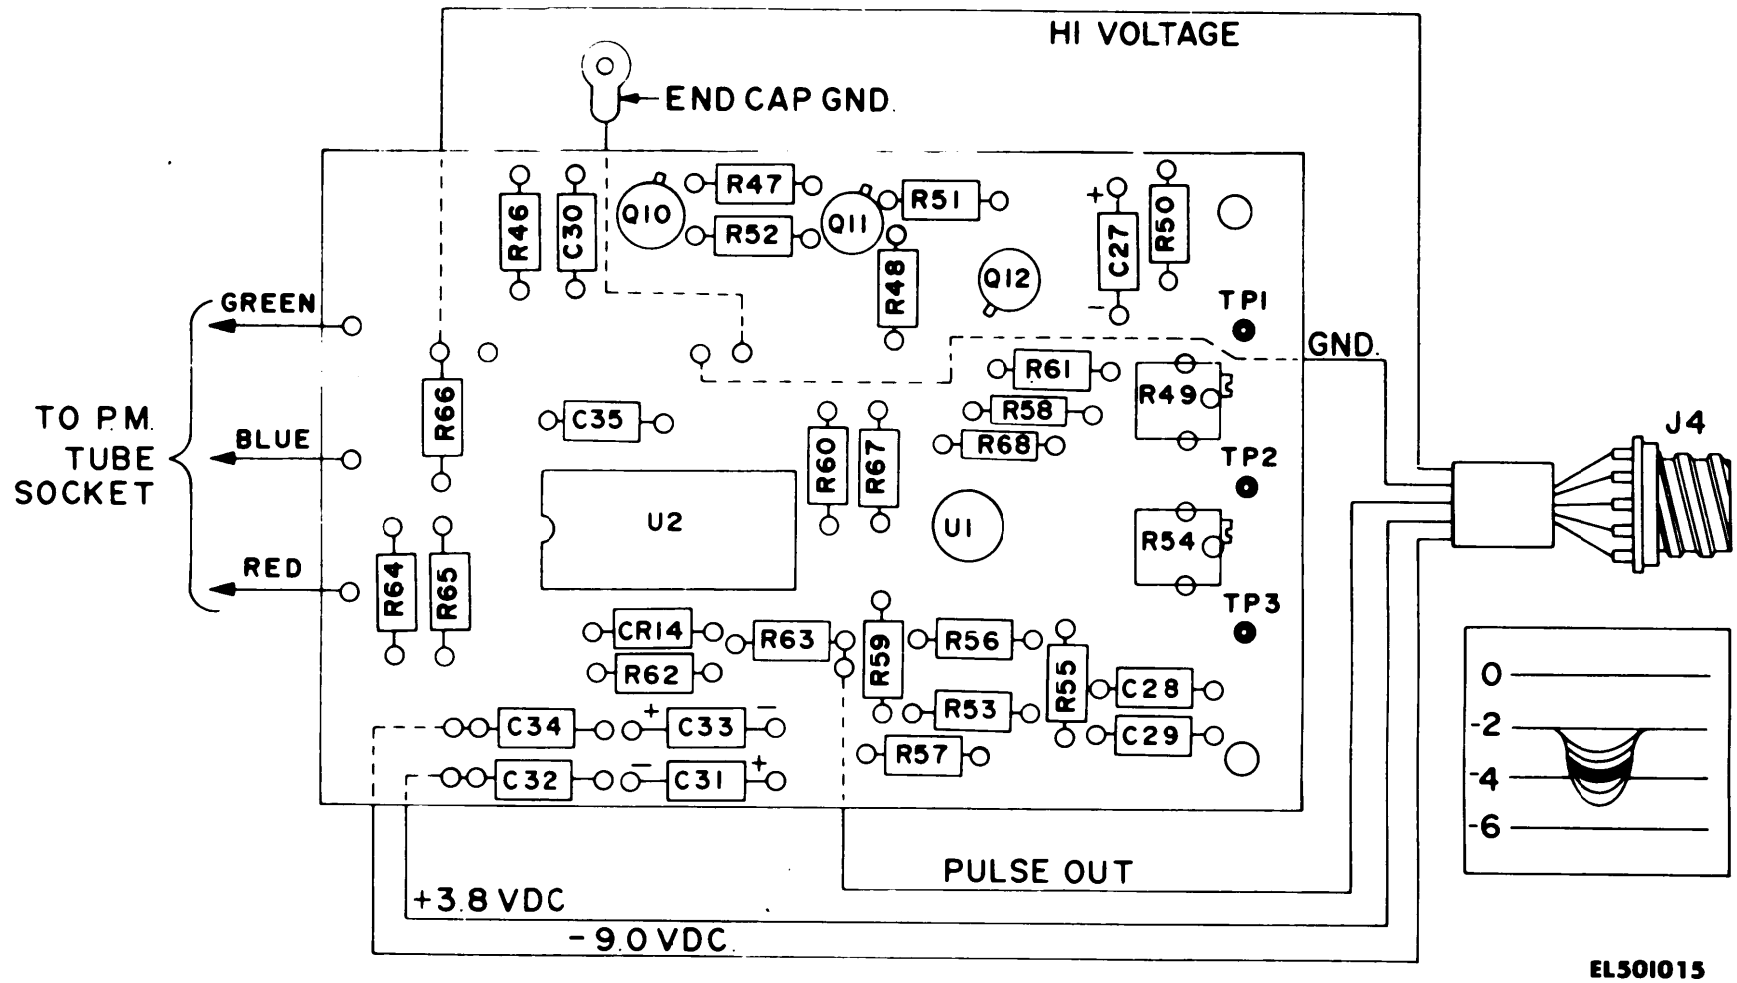 HI VOLTAGE
END CAP GND.
R46
C30
Q10
R47
R52
Q11
R51
R48
Q12
+
C27
-
R50
TP1
GND.
GREEN
BLUE
RED
TO P.M.
TUBE
SOCKET
R66
C35
R60
R67
R61
R58
R68
R49
TP2
J4
U2
U1
R54
TP3
R64
R65
CR14
R62
R63
R59
R56
R53
R57
R55
C28
C29
C34
+
C33
-
C32
-
C31
+
0
-2
-4
-6
PULSE OUT
+3.8 VDC
-9.0 VDC.
EL5OI015